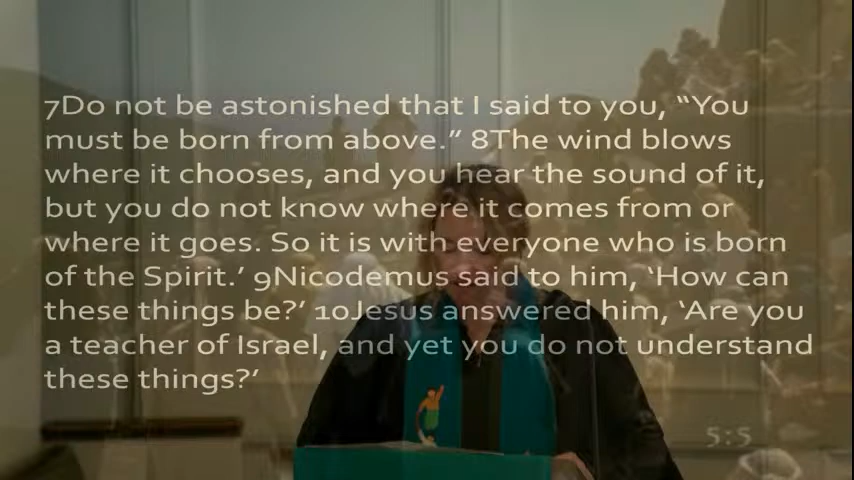 7Do not be astonished that I said to you, “You
must be born from above.” 8The wind blows
where it chooses, and you hear the sound of it,
but you do not know where it comes from or
where it goes. So it is with everyone who is born
of the Spirit.’ 9Nicodemus said to him, ‘How can
these things be?’ 10Jesus answered him, ‘Are you
a teacher of Israel, and yet you do not understand
these things?’
5:5